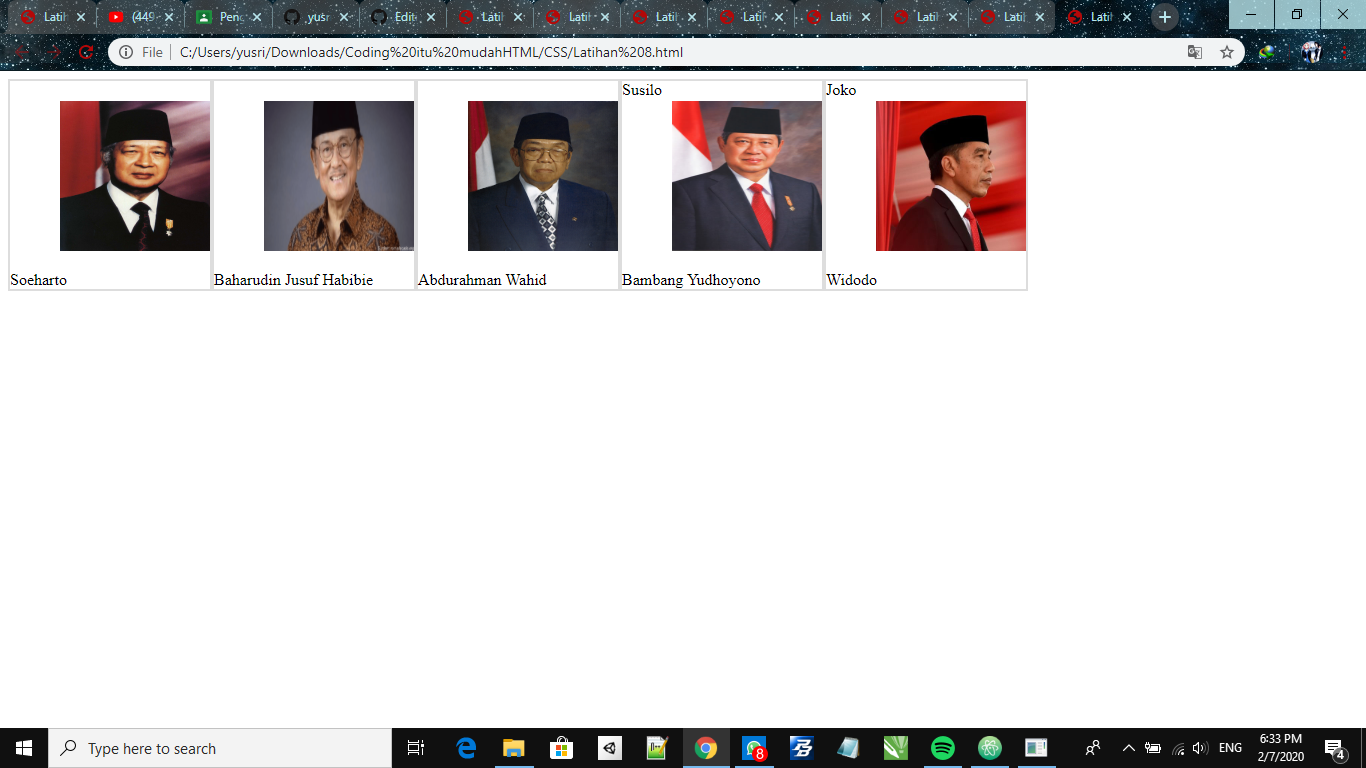 Latil
(449
Penc
yusr
Edit
Latil
Latil
Latil
Latil
Latil
Latil
Latil
Latil
File
C:/Users/yusri/Downloads/Coding%20itu%20mudahHTML/CSS/Latihan%208.html
Soeharto
Baharudin Jusuf Habibie
Abdurahman Wahid
Susilo
Bambang Yudhoyono
Joko
Widodo
Type here to search
8
ENG
6:33 PM
2/7/2020
4